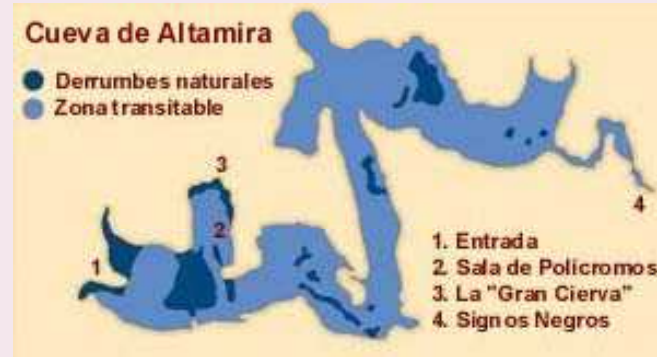 Cueva de Altamira
Derrumbes naturales
Zona transitable
3
2
1
4
1. Entrada
2. Sala de Polícromos
3. La "Gran Cierva"
4. Signos Negros